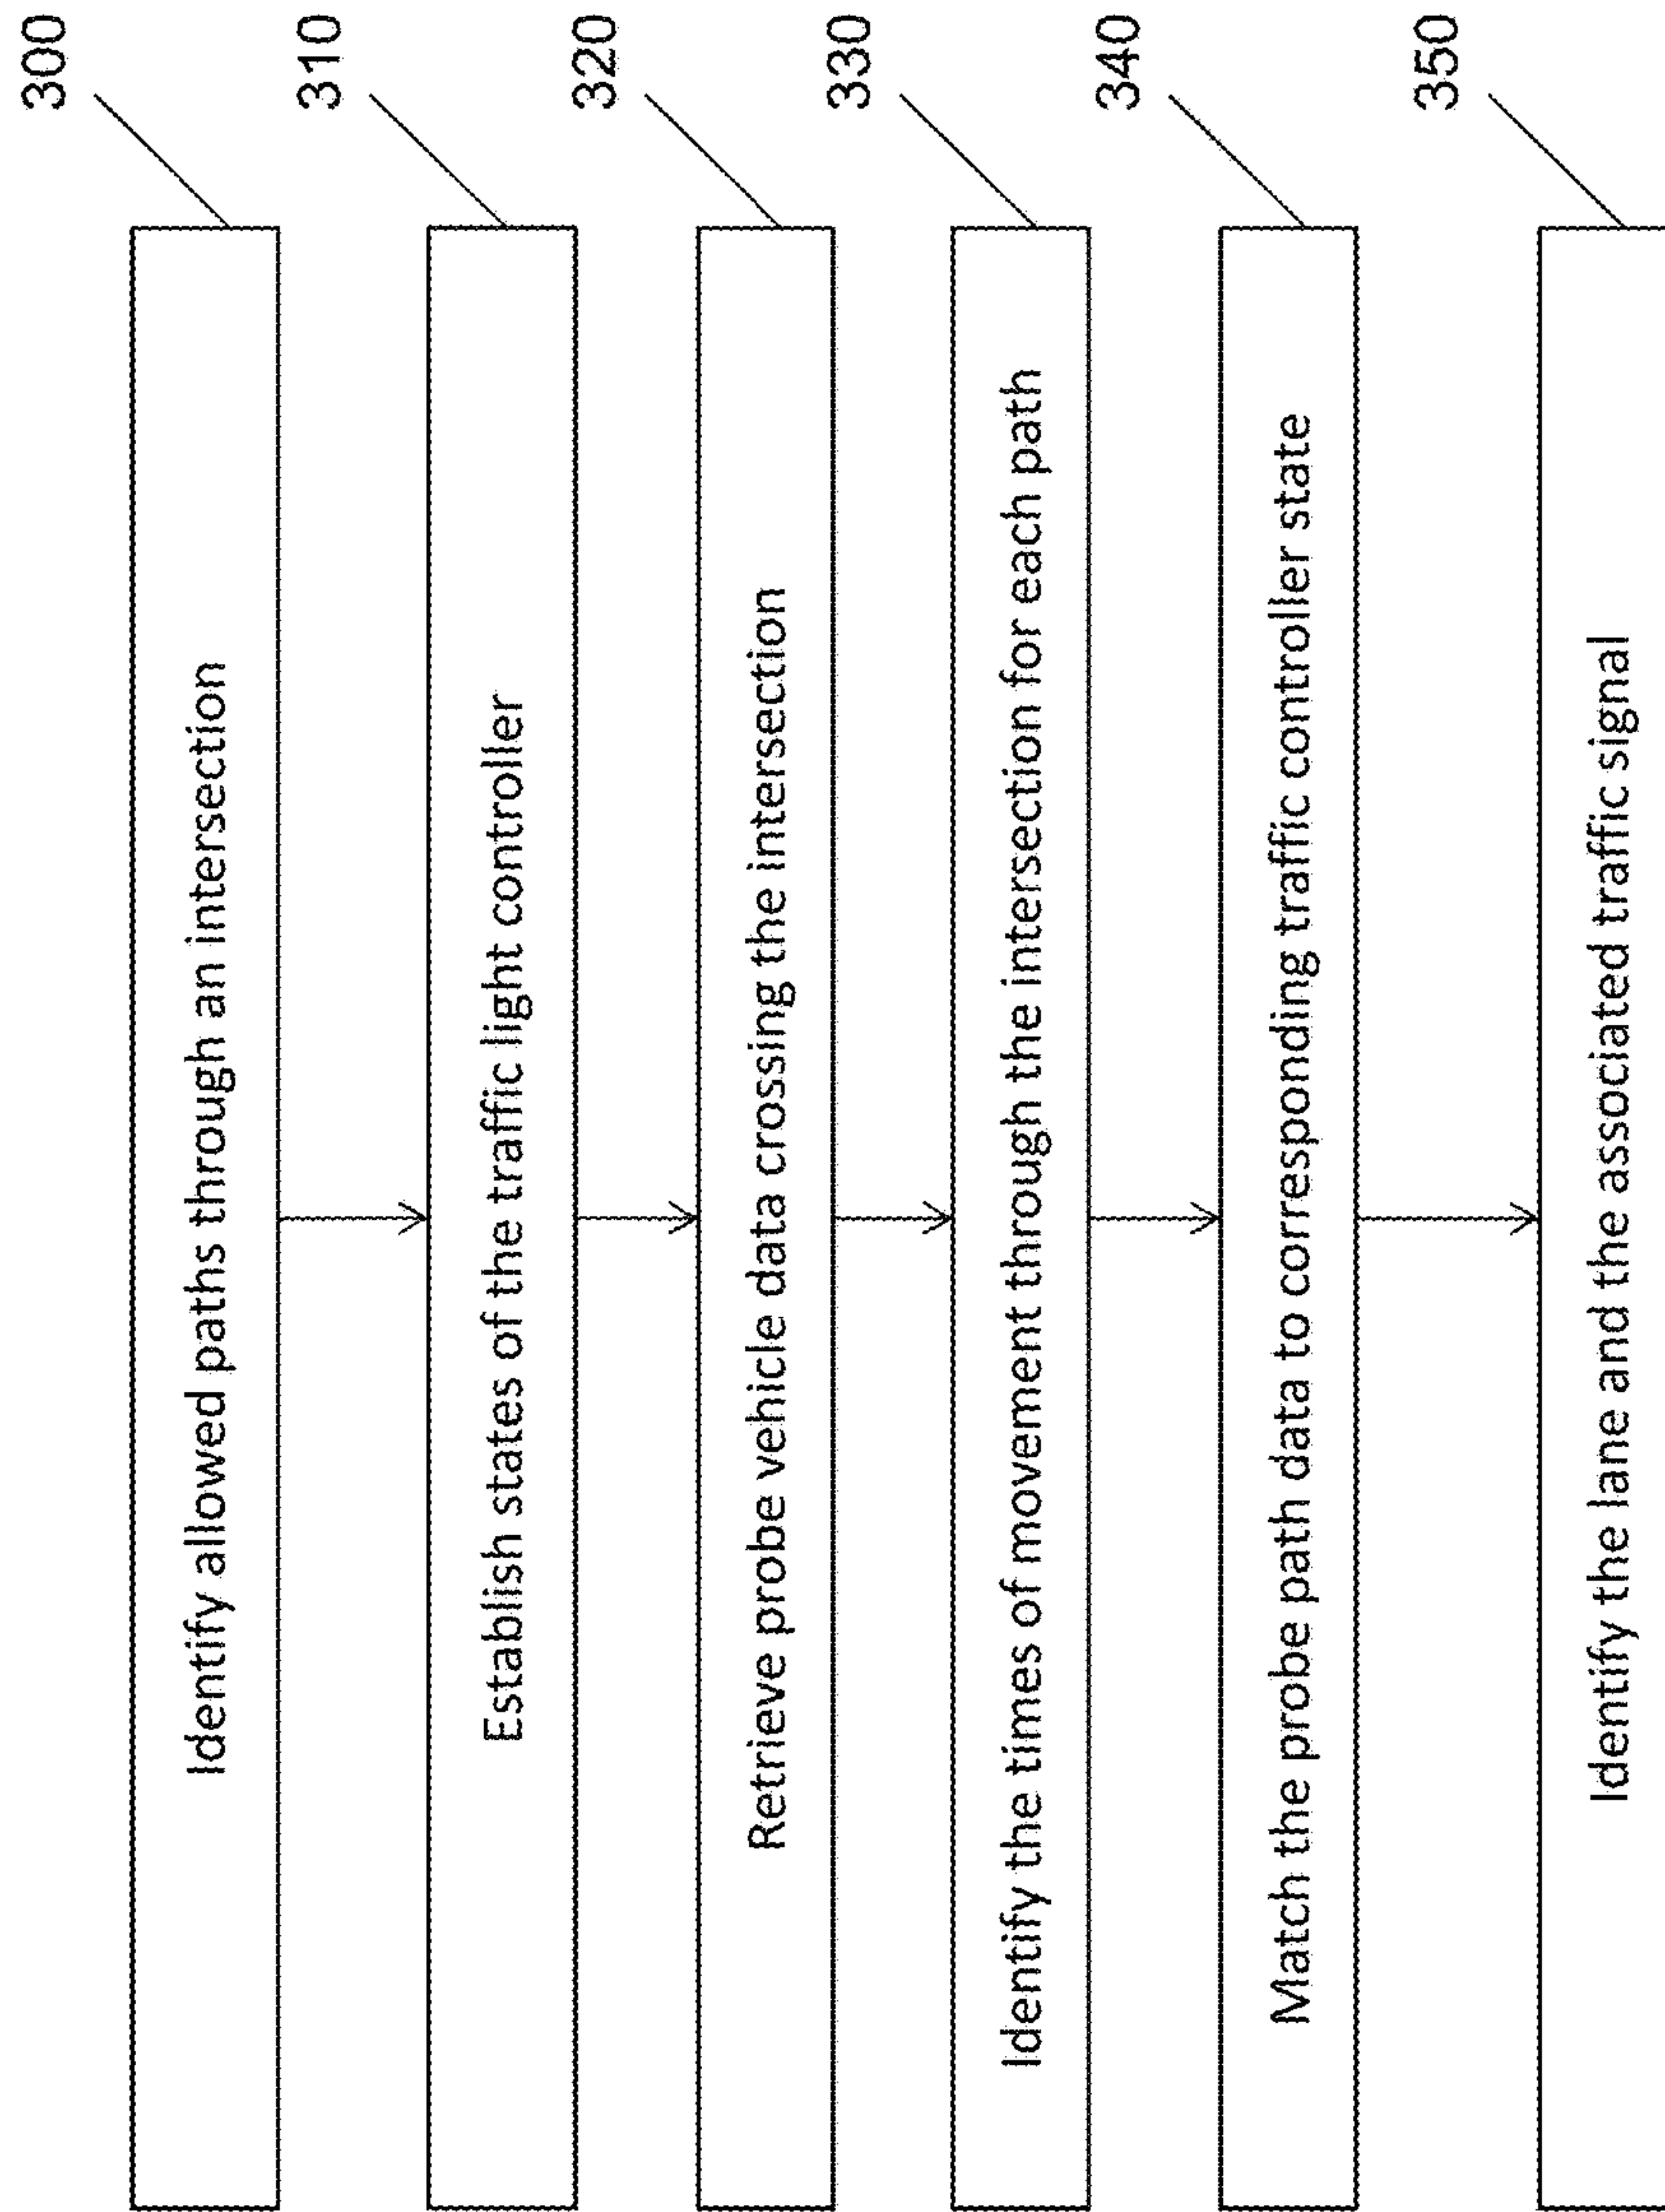 Identify allowed paths through an intersection
300
Establish states of the traffic light controller
310
Retrieve probe vehicle data crossing the intersection
320
Identify the times of movement through the intersection for each path
330
Match the probe path data to corresponding traffic controller state
340
Identify the lane and the associated traffic signal
350